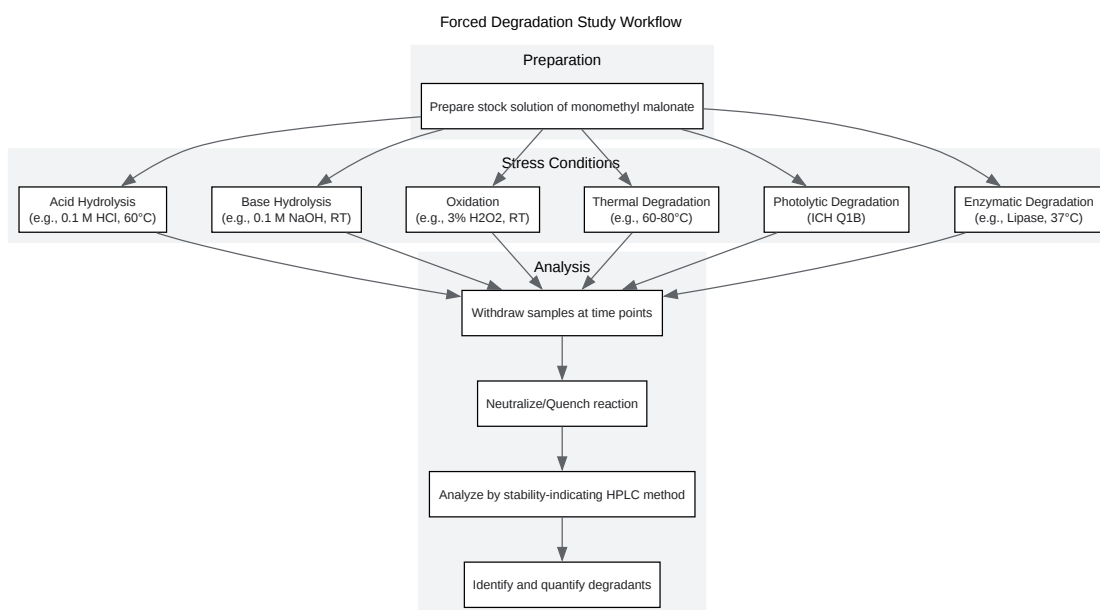 Forced Degradation Study Workflow
Preparation
Prepare stock solution of monomethyl malonate
Stress Conditions
Acid Hydrolysis
(e.g., 0.1 M HCl, 60°C)
Base Hydrolysis
(e.g., 0.1 M NaOH, RT)
Oxidation
(e.g., 3% H2O2, RT)
Thermal Degradation
(e.g., 60-80°C)
Photolytic Degradation
(ICH Q1B)
Enzymatic Degradation
(e.g., Lipase, 37°C)
Analysis
Withdraw samples at time points
Neutralize/Quench reaction
Analyze by stability-indicating HPLC method
Identify and quantify degradants